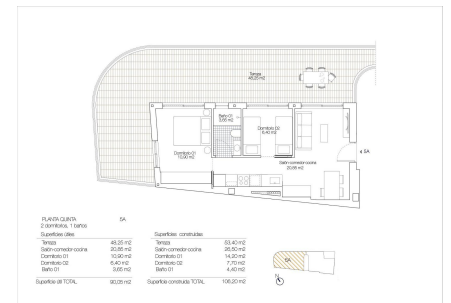 Terraza
48,25 m2
Baño 01
3,65 m2
Dormitorio 02
6,40 m2
Dormitorio 01
10,90 m2
Salón-comedor-cocina
20,85 m2
5A
PLANTA QUINTA 5A
2 dormitorios, 1 baños
Superficies útiles Superficies construidas
Terraza 48,25 m2 Terraza 53,40 m2
Salón-comedor-cocina 20,85 m2 Salón-comedor-cocina 26,50 m2
Dormitorio 01 10,90 m2 Dormitorio 01 14,20 m2
Dormitorio 02 6,40 m2 Dormitorio 02 7,70 m2
Baño 01 3,65 m2 Baño 01 4,40 m2
Superficie útil TOTAL 90,05 m2 Superficie construida TOTAL 106,20 m2
5A
N